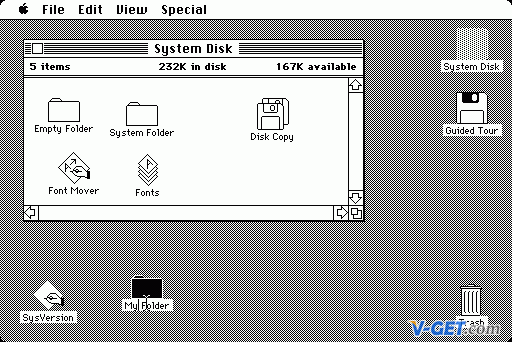 File Edit View Special
System Disk
5 items 232K in disk 167K available
Empty Folder
System Folder
Disk Copy
Font Mover
Fonts
System Disk
Guided Tour
SysVersion
My Folder
Trash
V-GET.com